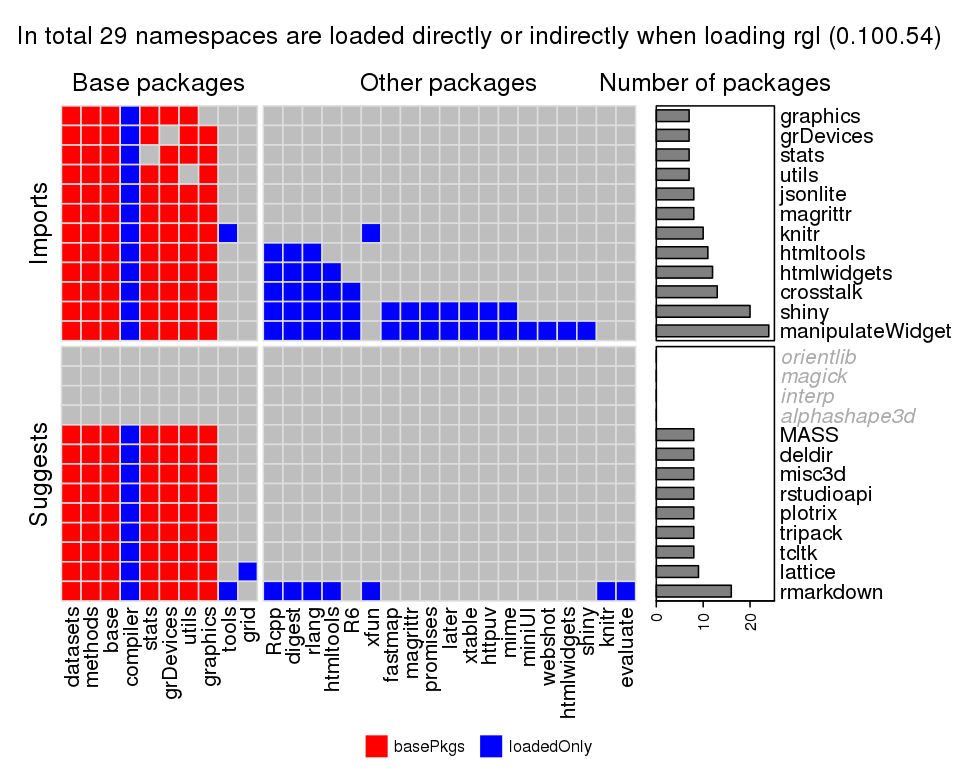 In total 29 namespaces are loaded directly or indirectly when loading rgl (0.100.54)
Base packages
Other packages
Number of packages
Imports
graphics
grDevices
stats
utils
jsonlite
magrittr
knitr
htmltools
htmlwidgets
crosstalk
shiny
manipulateWidget
Suggests
orientlib
magick
interp
alphashape3d
MASS
deldir
misc3d
rstudioapi
plotrix
tripack
tcltk
lattice
rmarkdown
datasets
methods
base
compiler
stats
grDevices
utils
graphics
tools
grid
Rcpp
digest
rlang
htmltools
R6
xfun
fastmap
magrittr
promises
later
xtable
httpuv
mime
miniUI
webshot
htmlwidgets
shiny
knitr
evaluate
0
10
20
basePkgs
loadedOnly